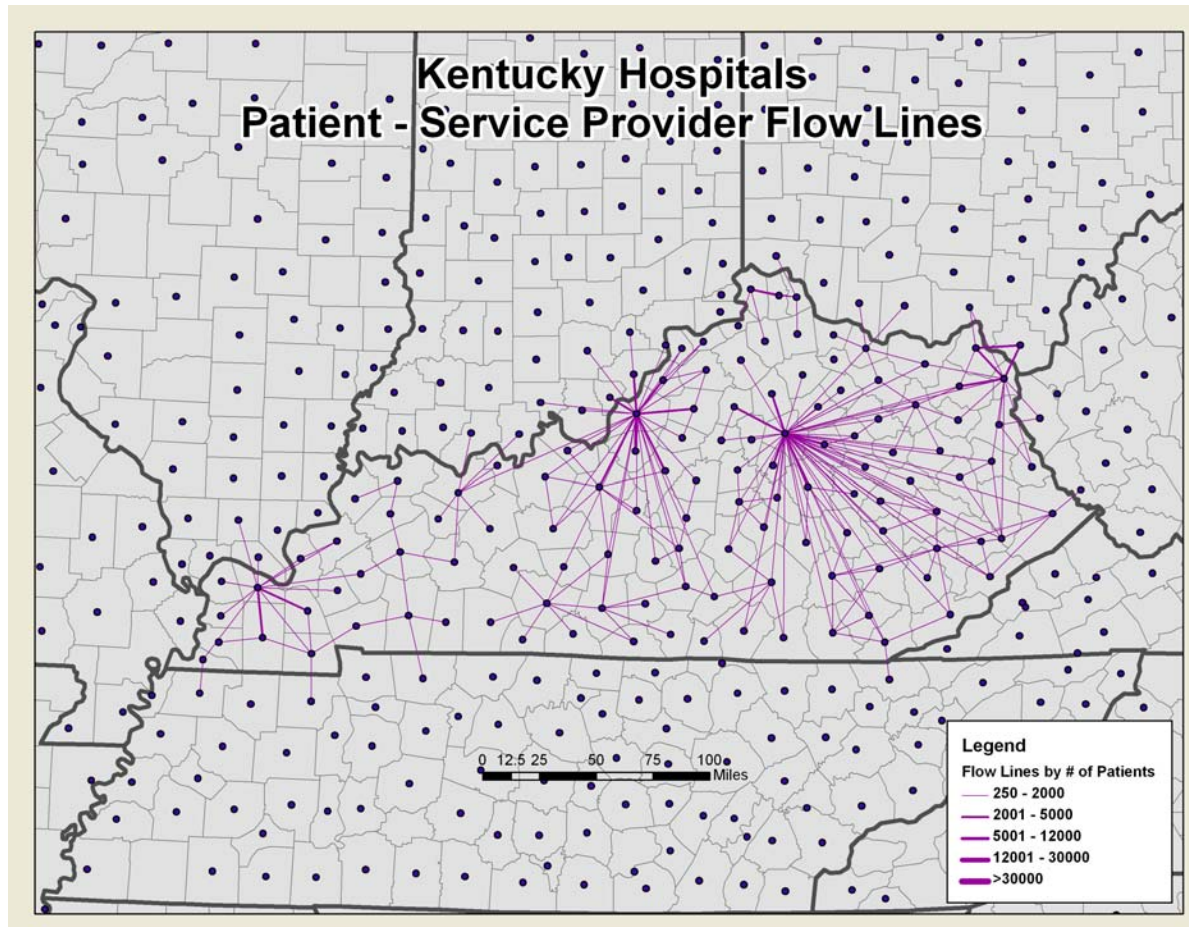 Kentucky Hospitals
Patient - Service Provider Flow Lines
0 12.5 25 50 75 100
Miles
Legend
Flow Lines by # of Patients
250 - 2000
2001 - 5000
5001 - 12000
12001 - 30000
>30000